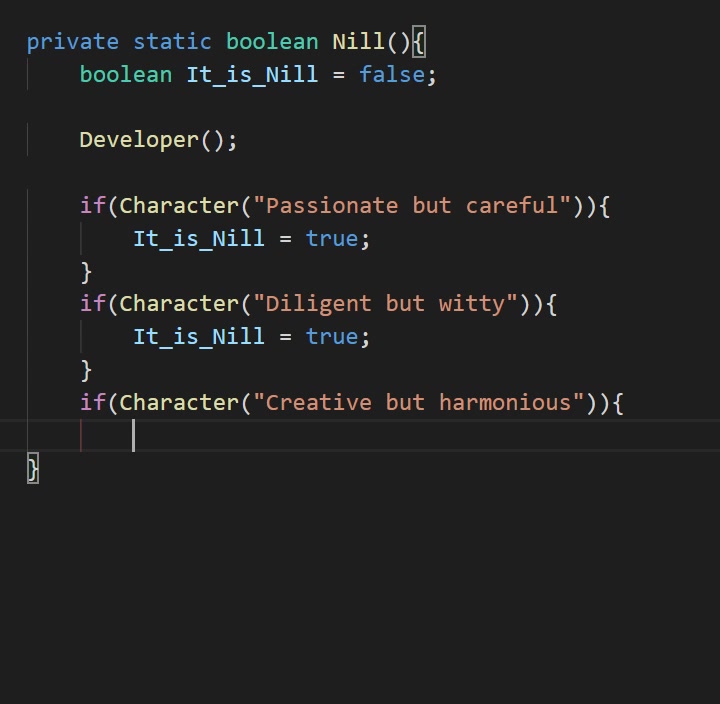 private static boolean Nill(){
    boolean It_is_Nill = false;
    Developer();
    if(Character("Passionate but careful")){
        It_is_Nill = true;
    }
    if(Character("Diligent but witty")){
        It_is_Nill = true;
    }
    if(Character("Creative but harmonious")){
}